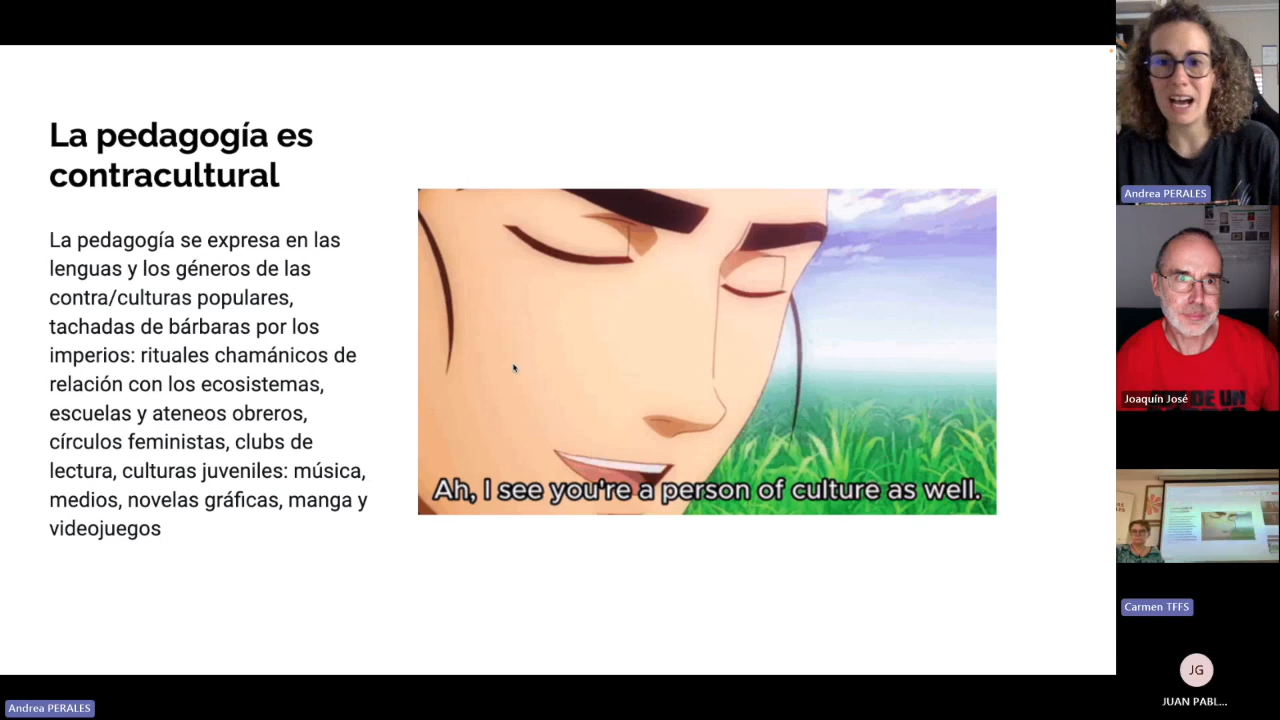 La pedagogía es
contracultural
La pedagogía se expresa en las
lenguas y los géneros de las
contra/culturas populares,
tachadas de bárbaras por los
imperios: rituales chamánicos de
relación con los ecosistemas,
escuelas y ateneos obreros,
círculos feministas, clubs de
lectura, culturas juveniles: música,
medios, novelas gráficas, manga y
videojuegos
Ah, I see you're a person of culture as well.
Andrea PERALES
Joaquín José
DE UN
Carmen TFFS
JG
JUAN PABL...
Andrea PERALES